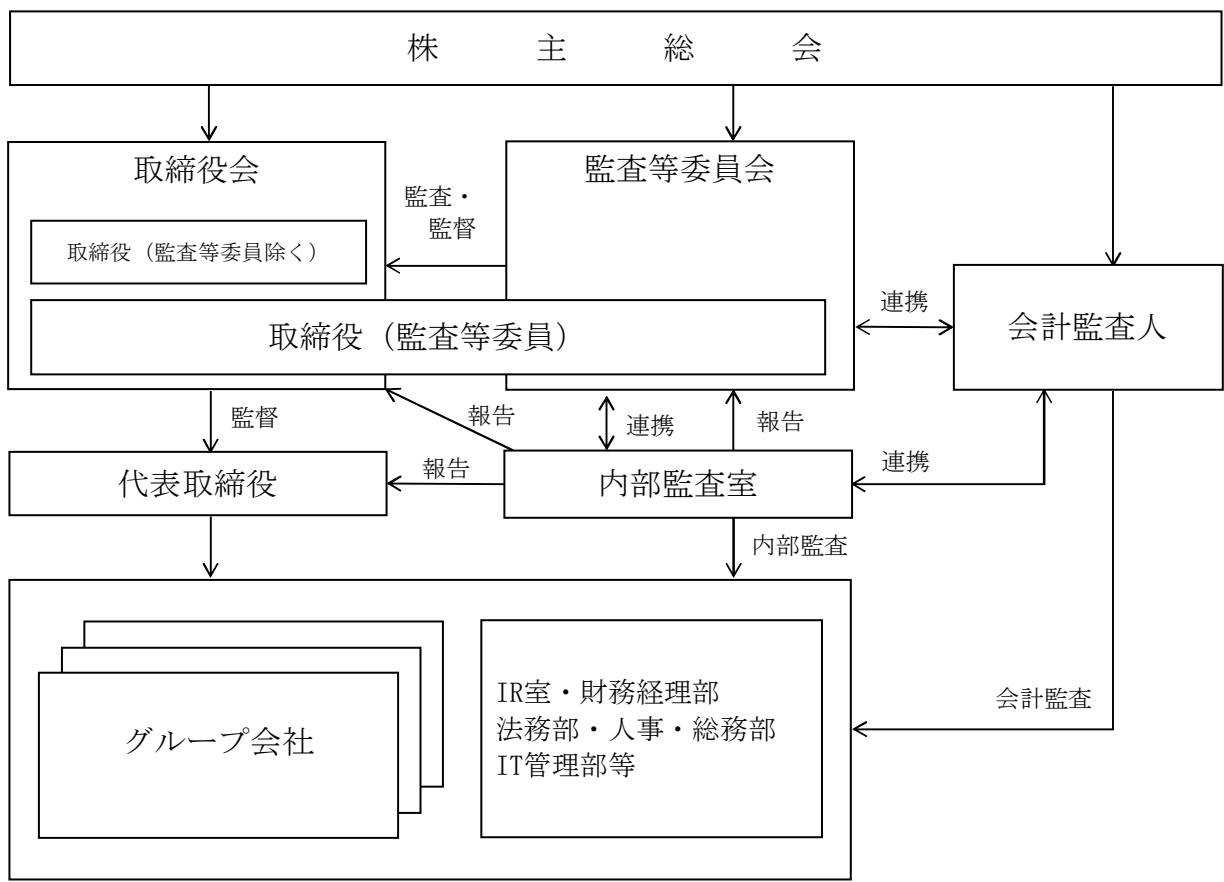 株主総会
取締役会
監査等委員会
監査・
監督
取締役（監査等委員除く）
連携
会計監査人
取締役（監査等委員）
監督
報告
連携
報告
連携
代表取締役
報告
内部監査室
内部監査
グループ会社
IR室・財務経理部
法務部・人事・総務部
IT管理部等
会計監査